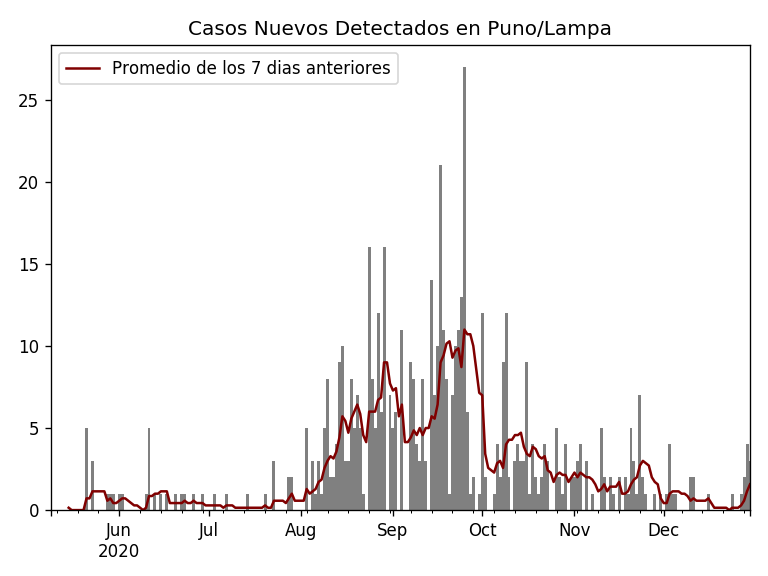 Casos Nuevos Detectados en Puno/Lampa
Promedio de los 7 dias anteriores
25
20
15
10
5
0
Jun Jul Aug Sep Oct Nov Dec
2020